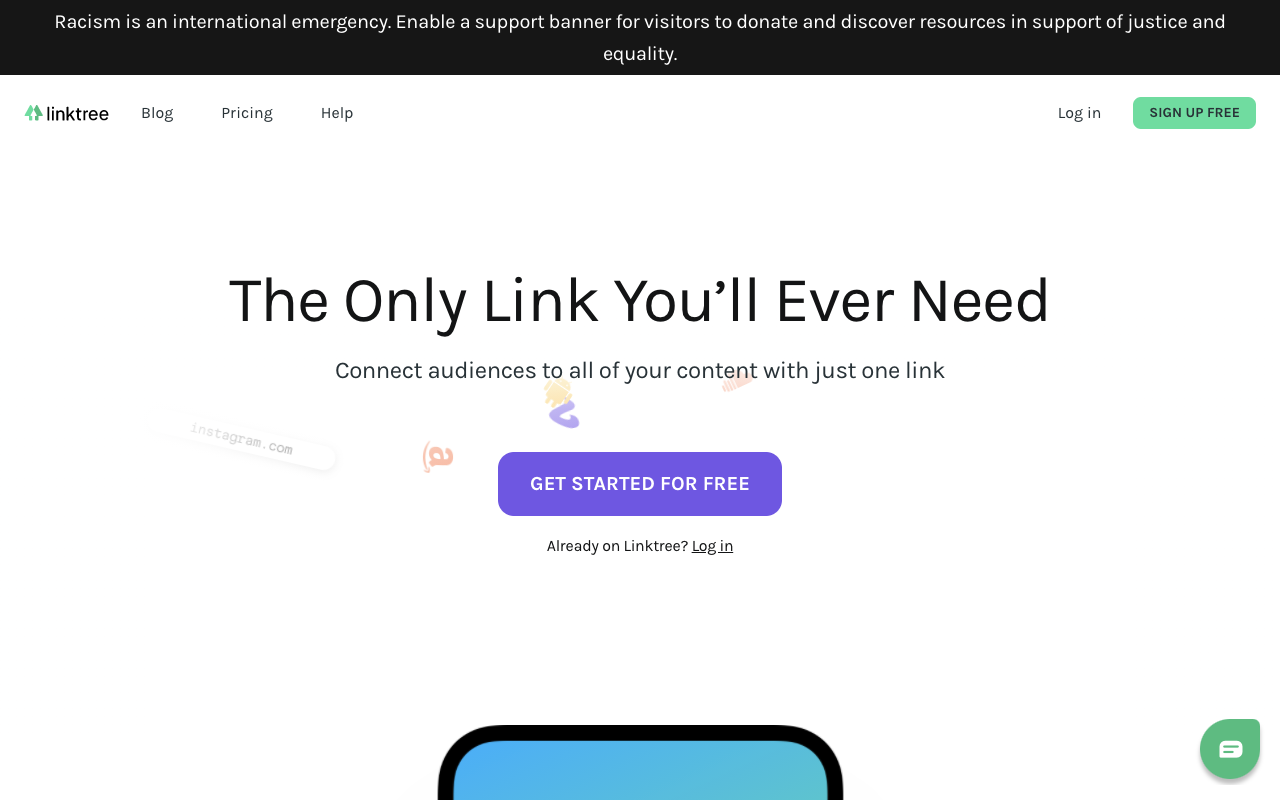 Racism is an international emergency. Enable a support banner for visitors to donate and discover resources in support of justice and
equality.
linktree Blog Pricing Help Log in SIGN UP FREE
The Only Link You’ll Ever Need
Connect audiences to all of your content with just one link
instagram.com
GET STARTED FOR FREE
Already on Linktree? Log in